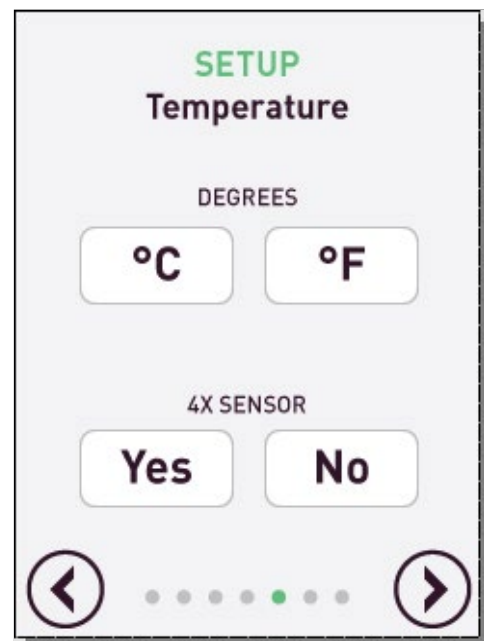 SETUP
Temperature
DEGREES
°C °F
4X SENSOR
Yes No